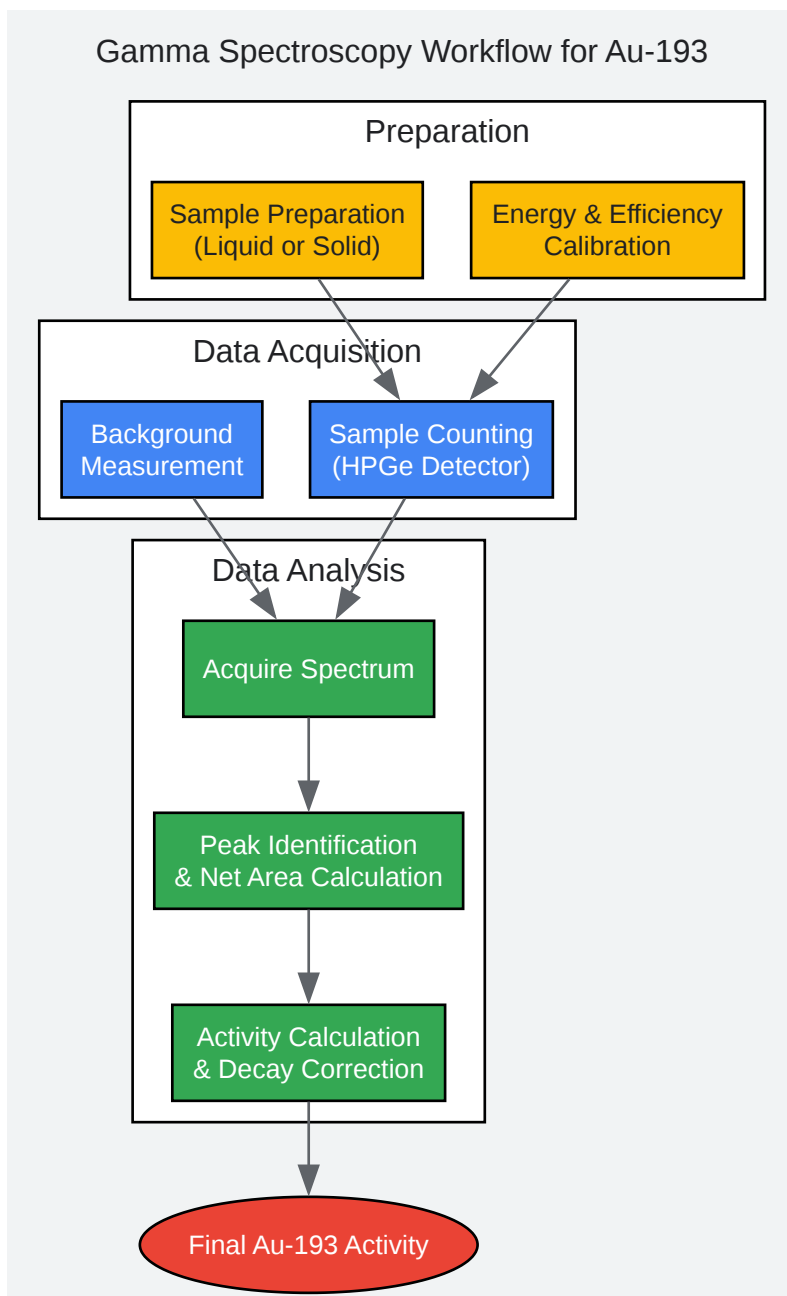 Gamma Spectroscopy Workflow for Au-193
Preparation
Sample Preparation
(Liquid or Solid)
Energy & Efficiency
Calibration
Data Acquisition
Background
Measurement
Sample Counting
(HPGe Detector)
Data Analysis
Acquire Spectrum
Peak Identification
& Net Area Calculation
Activity Calculation
& Decay Correction
Final Au-193 Activity